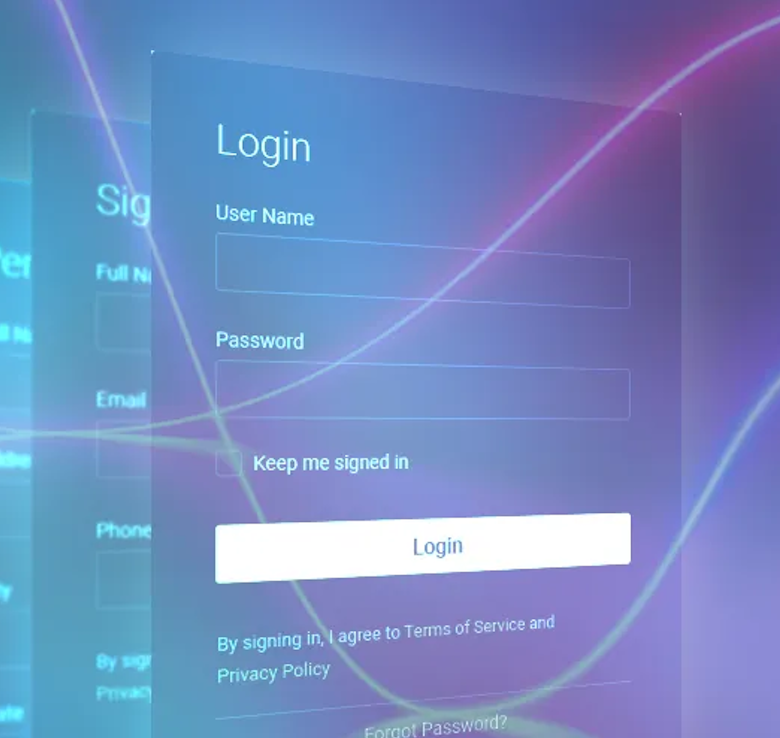 Login
User Name
Password
Keep me signed in
Login
By signing in, I agree to Terms of Service and
Privacy Policy
Forgot Password?
Sig
Full N
Email
Phone
By sign
Privacy